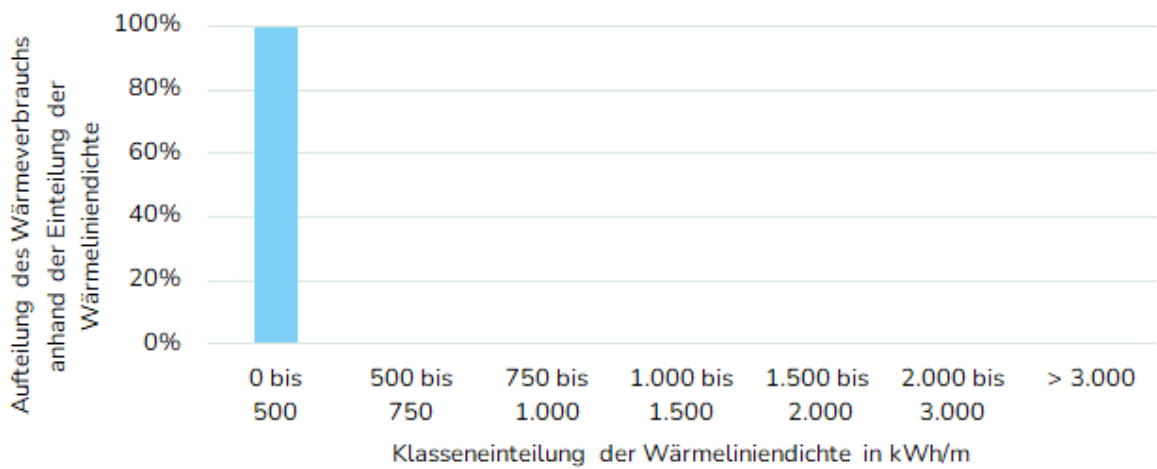 Aufteilung des Wärmeverbrauchs
anhand der Einteilung der
Wärmeliniendichte
100%
80%
60%
40%
20%
0%
0 bis
500
500 bis
750
750 bis
1.000
1.000 bis
1.500
1.500 bis
2.000
2.000 bis
3.000
> 3.000
Klasseneinteilung der Wärmeliniendichte in kWh/m